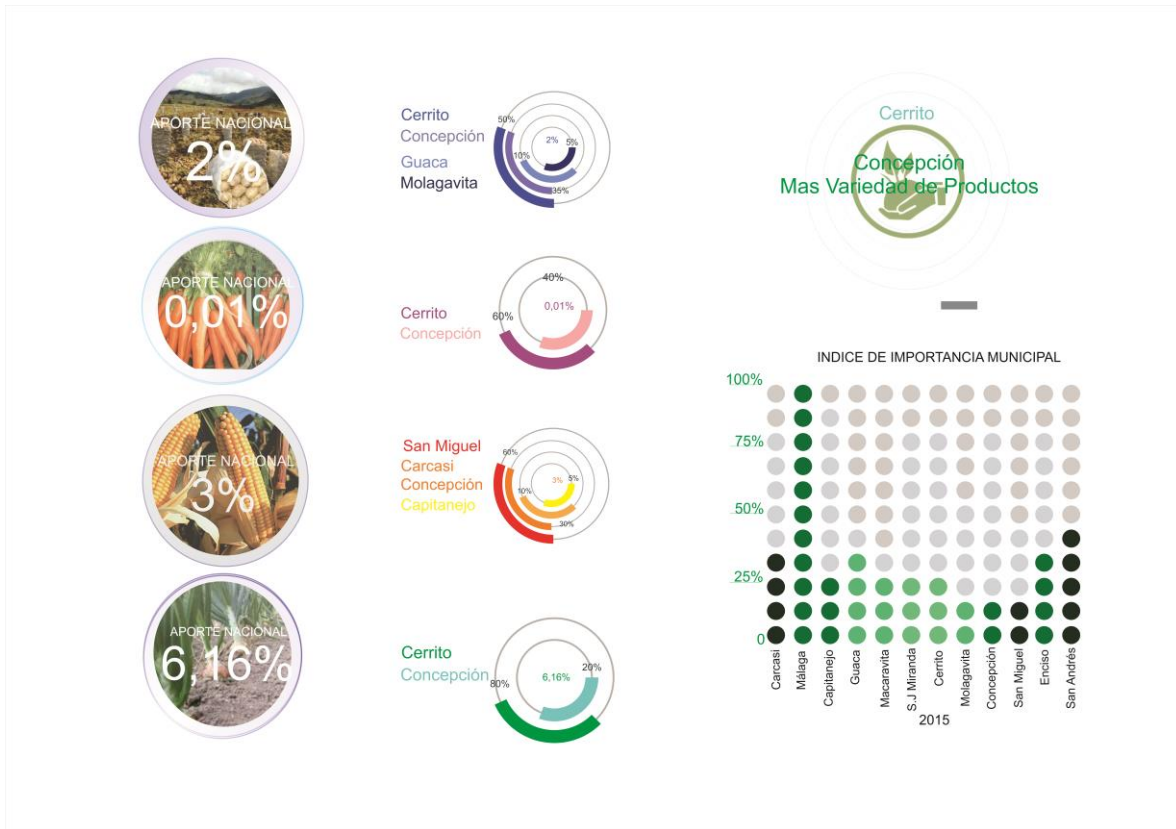 APORTE NACIONAL
2%
Cerrito
Concepción
Guaca
Molagavita
50%
2%
5%
10%
35%
Cerrito
Concepción
Mas Variedad de Productos
APORTE NACIONAL
0,01%
Cerrito
Concepción
40%
0,01%
60%
APORTE NACIONAL
3%
San Miguel
Carcasi
Concepción
Capitanejo
60%
3%
5%
10%
30%
APORTE NACIONAL
6,16%
Cerrito
Concepción
20%
6,16%
80%
INDICE DE IMPORTANCIA MUNICIPAL
100%
75%
50%
25%
0
Carcasi
Málaga
Capitanejo
Guaca
Macaravita
S.J Miranda
Cerrito
Molagavita
Concepción
San Miguel
Enciso
San Andrés
2015